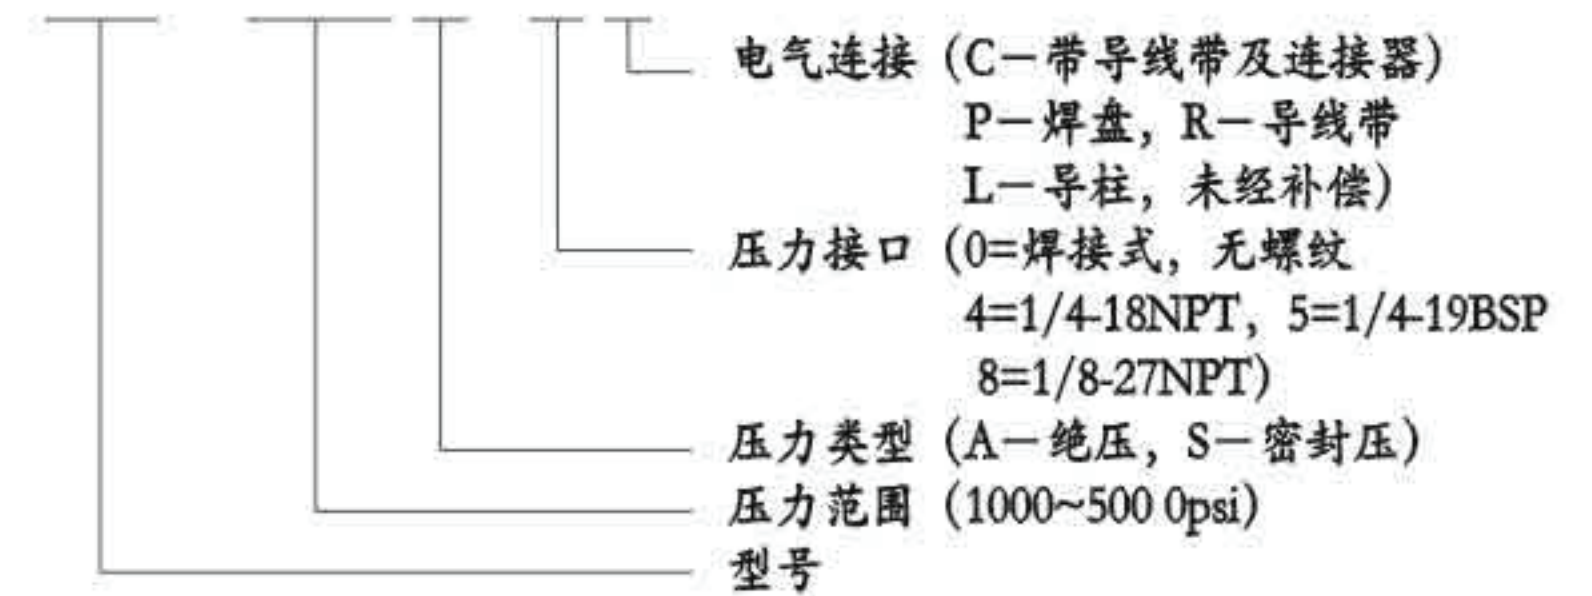 电气连接（C－带导线带及连接器）
P－焊盘，R－导线带
L－导柱，未经补偿）
压力接口（0=焊接式，无螺纹
4=1/4-18NPT，5=1/4-19BSP
8=1/8-27NPT）
压力类型（A－绝压，S－密封压）
压力范围（1000~500 0psi）
型号